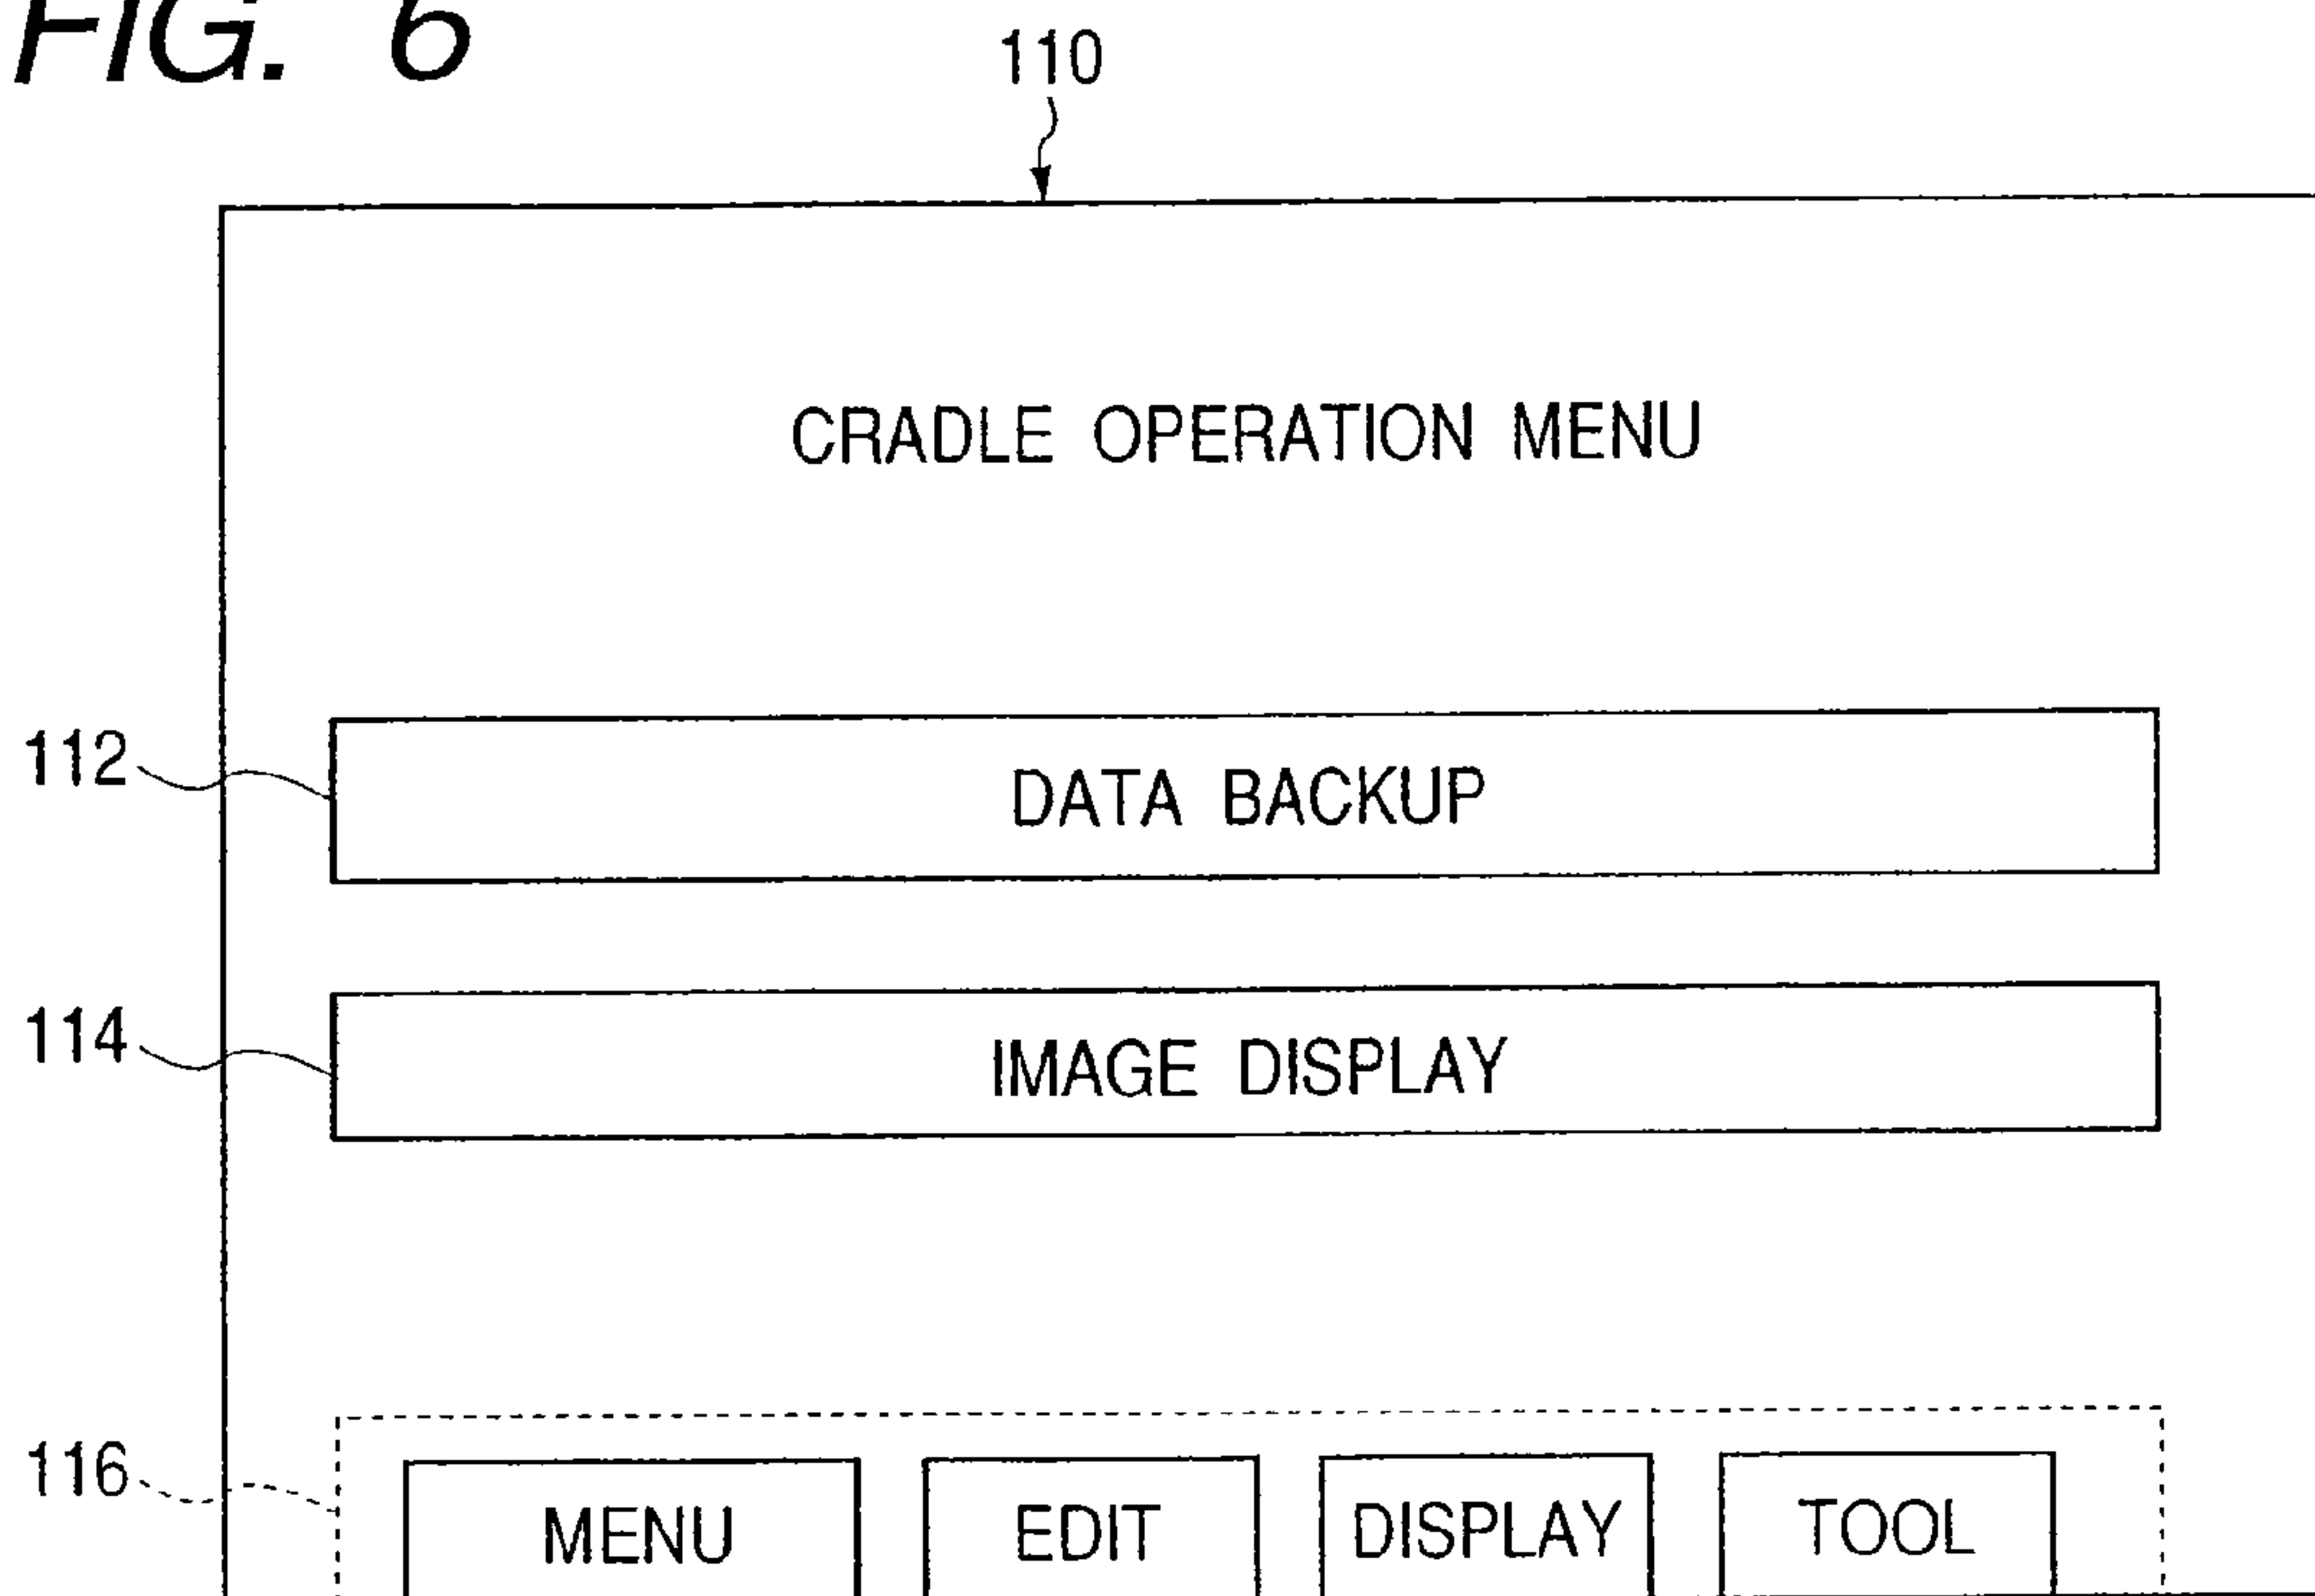 FIG. 6
110
CRADLE OPERATION MENU
112
DATA BACKUP
114
IMAGE DISPLAY
116
MENU EDIT DISPLAY TOOL